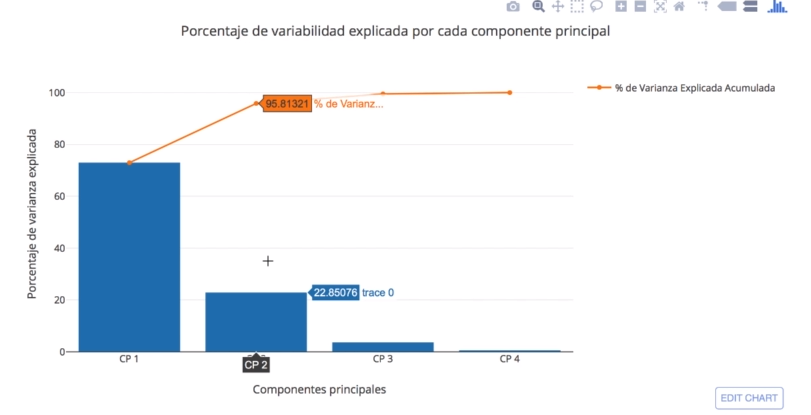 Porcentaje de variabilidad explicada por cada componente principal
100
95.81321 % de Varianz...
% de Varianza Explicada Acumulada
80
60
40
22.85076 trace 0
20
0
Porcentaje de varianza explicada
CP 1
CP 2
CP 3
CP 4
Componentes principales
EDIT CHART